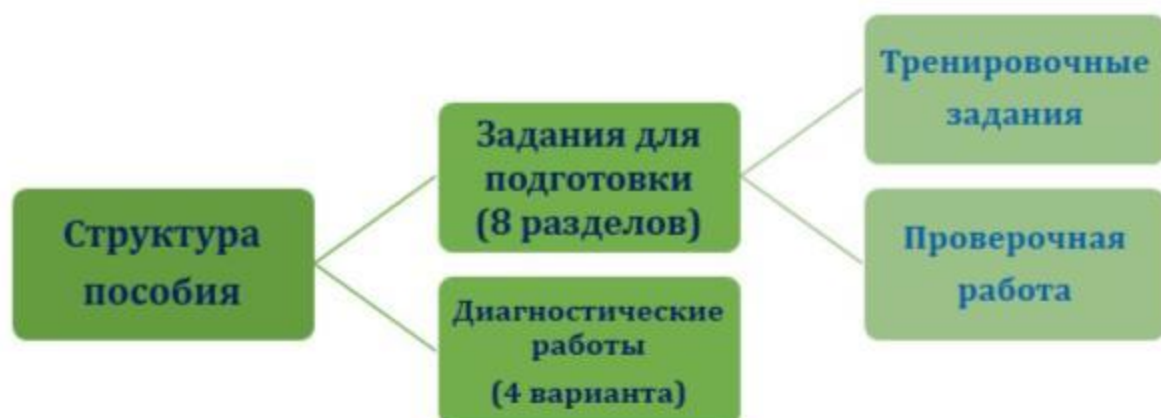 Структура
пособия
Задания для
подготовки
(8 разделов)
Диагностические
работы
(4 варианта)
Тренировочные
задания
Проверочная
работа